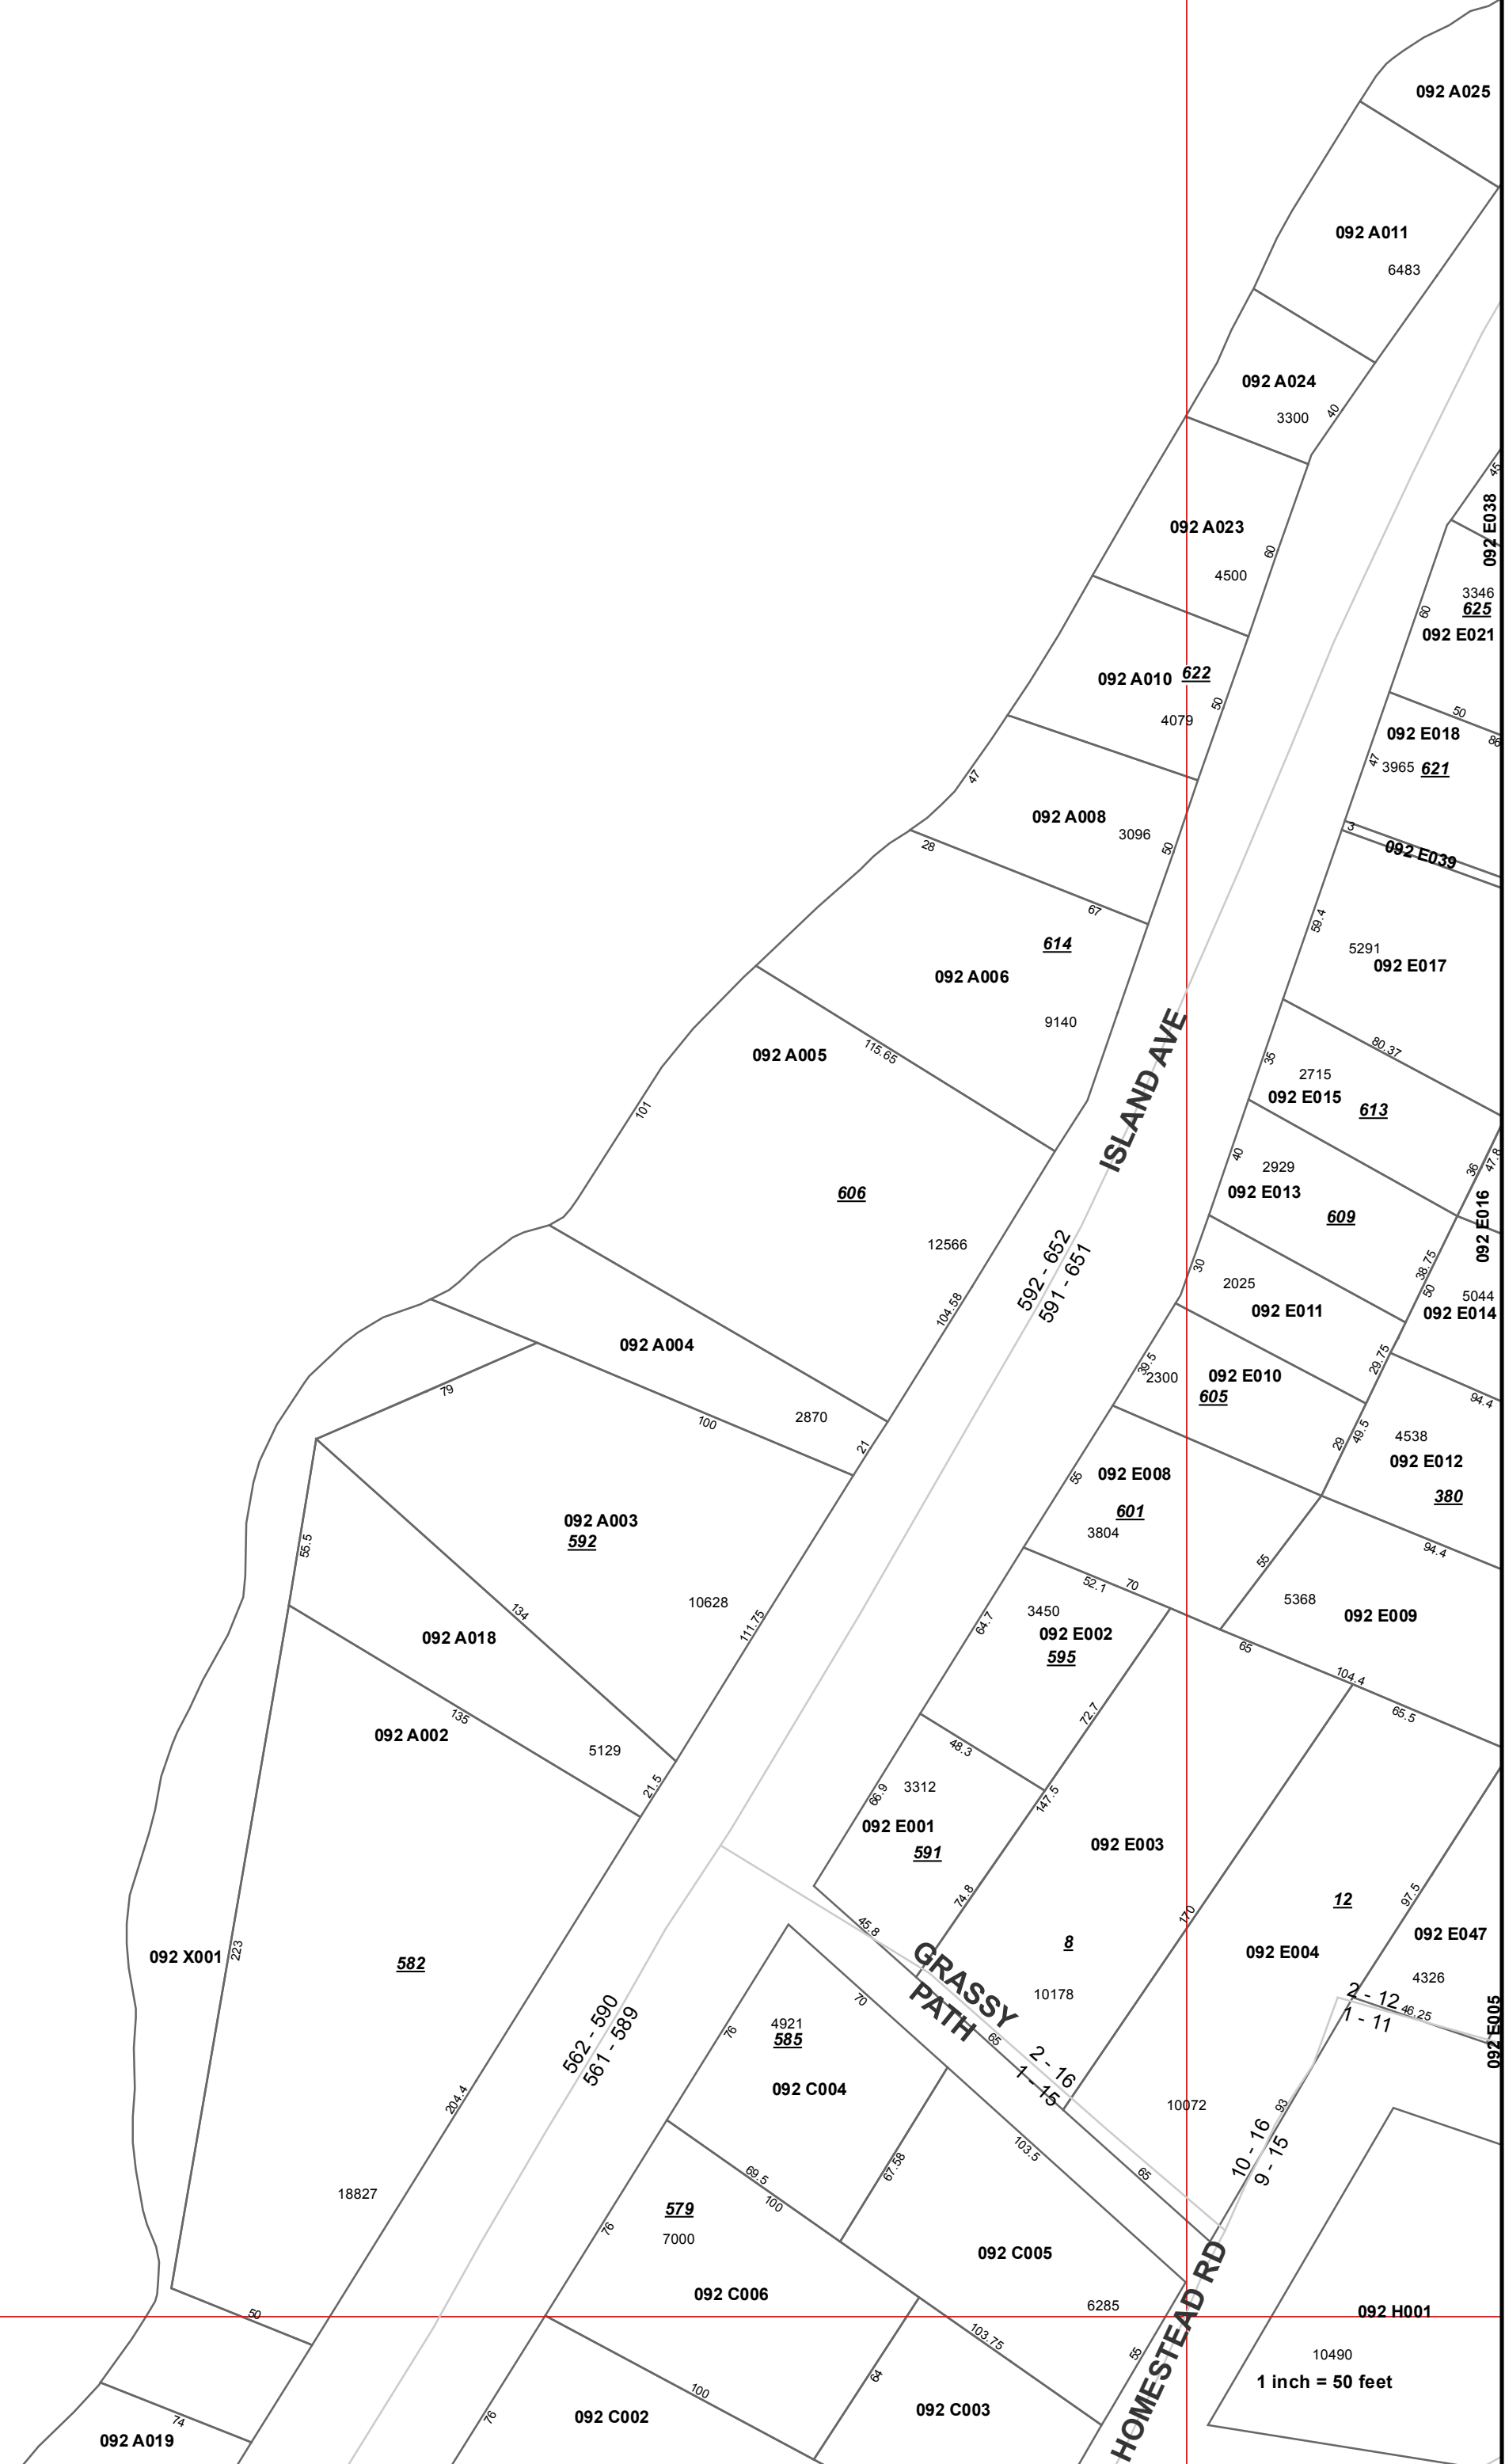 092 A025
092 A011
6483
092 A024
3300
40
45
092 E038
092 A023
60
4500
3346
625
60
092 E021
092 A010
622
50
4079
50
092 E018
86
47
3965
621
47
092 A008
3096
3
50
28
092 E039
67
59.4
614
5291
092 E017
092 A006
9140
ISLAND AVE
115.65
80.37
092 A005
35
2715
092 E015
613
101
40
2929
36
47.8
092 E013
606
609
092 E016
12566
592 - 652
591 - 651
30
38.75
2025
50
5044
104.58
092 E011
092 E014
092 A004
39.5
29.75
79
2300
092 E010
605
94.4
100
2870
21
29
49.5
4538
092 E012
55
092 E008
380
601
092 A003
592
3804
55.5
94.4
55
52.1
70
10628
134
111.75
3450
64.7
5368
092 E009
092 E002
092 A018
595
65
104.4
135
72.7
65.5
092 A002
48.3
5129
21.5
66.9
3312
147.5
092 E001
092 E003
591
74.8
12
97.5
45.8
170
092 X001
223
582
GRASSY
PATH
8
092 E004
092 E047
4326
10178
2 - 12
1 - 11
46.25
70
562 - 590
561 - 589
76
4921
585
65
2 - 16
1 - 15
092 E005
092 C004
204.4
10072
93
103.5
10 - 16
9 - 15
67.58
69.5
65
18827
100
579
76
7000
092 C005
HOMESTEAD RD
092 C006
6285
50
092 H001
103.75
55
10490
64
1 inch = 50 feet
100
092 C003
092 C002
76
74
092 A019